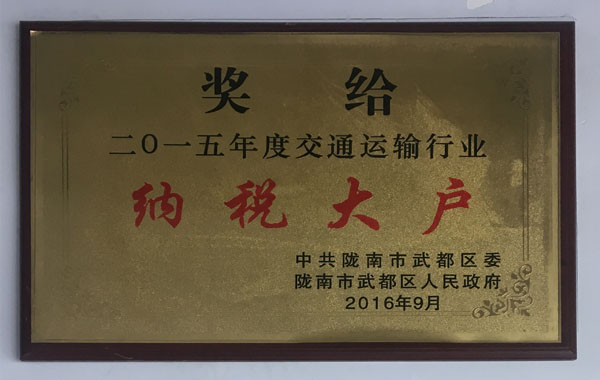 奖 给
二〇一五年度交通运输行业
纳税大户
中共陇南市武都区委
陇南市武都区人民政府
2016年9月